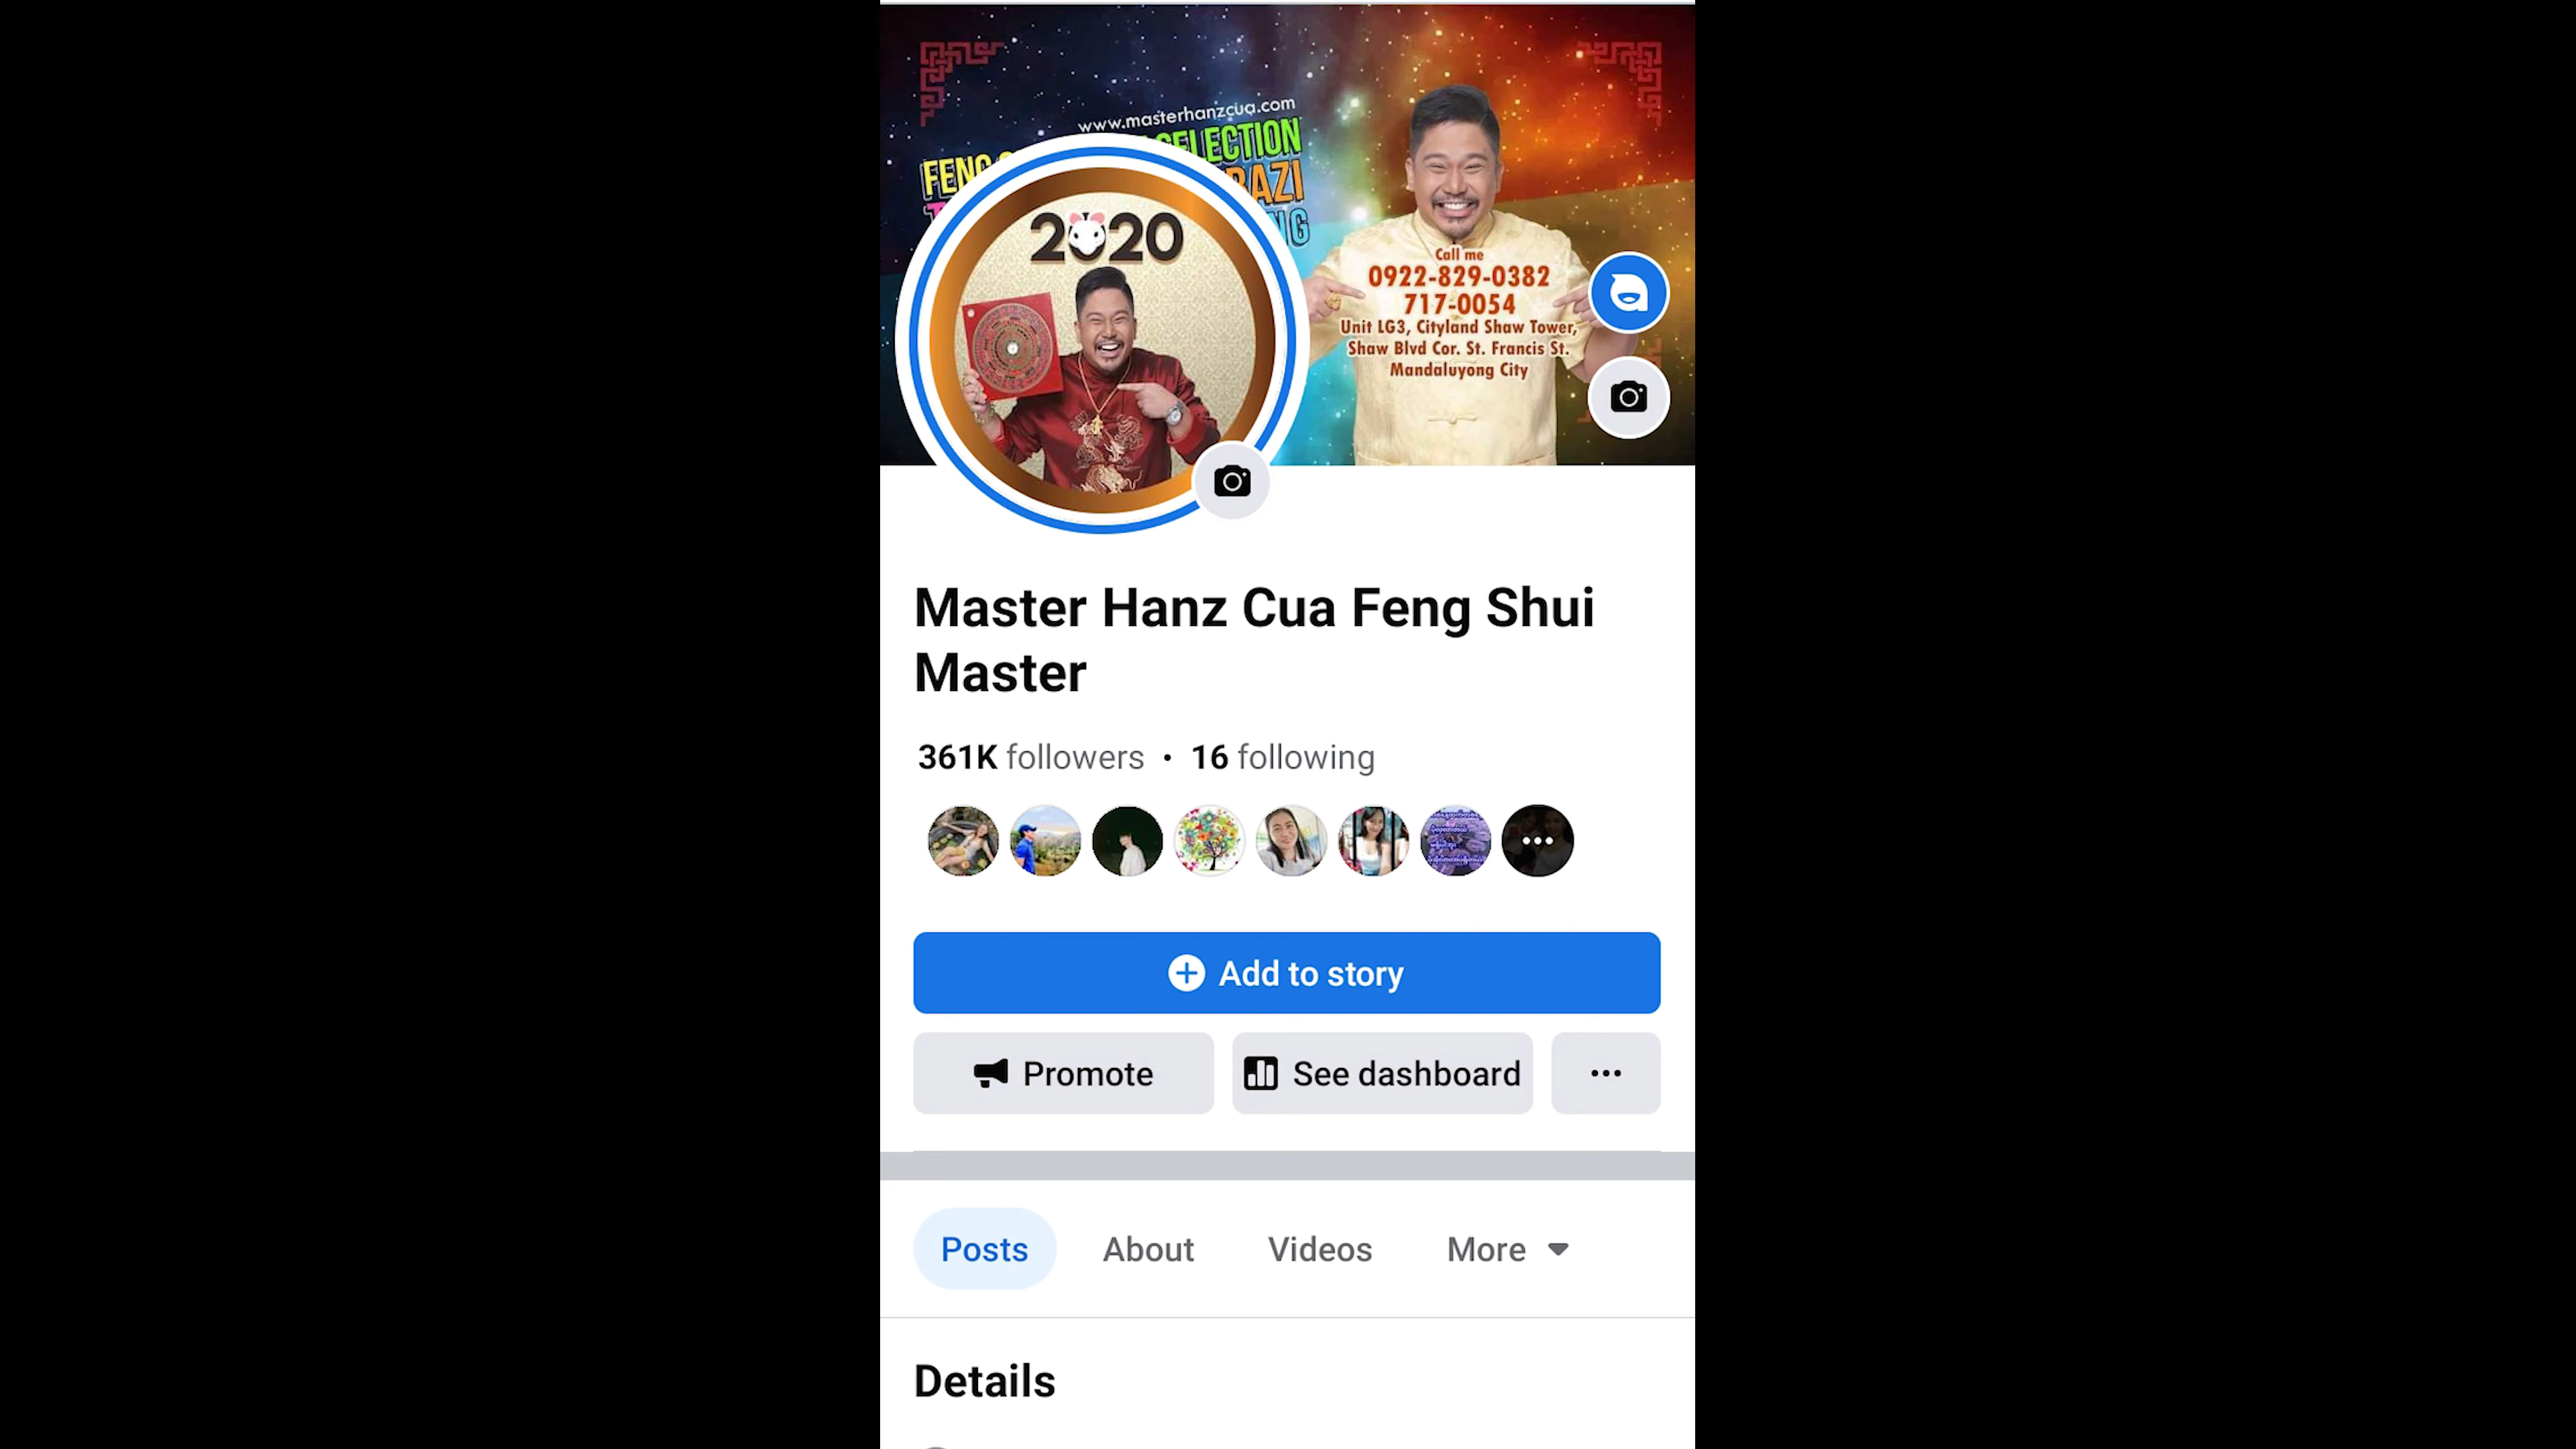 www.masterhanzcua.com
SELECTION
BAZI
2020
Call me
0922-829-0382
717-0054
Unit LG3, Cityland Shaw Tower,
Shaw Blvd Cor. St. Francis St.
Mandaluyong City
Master Hanz Cua Feng Shui
Master
361K followers • 16 following
Add to story
Promote
See dashboard
Posts
About
Videos
More
Details